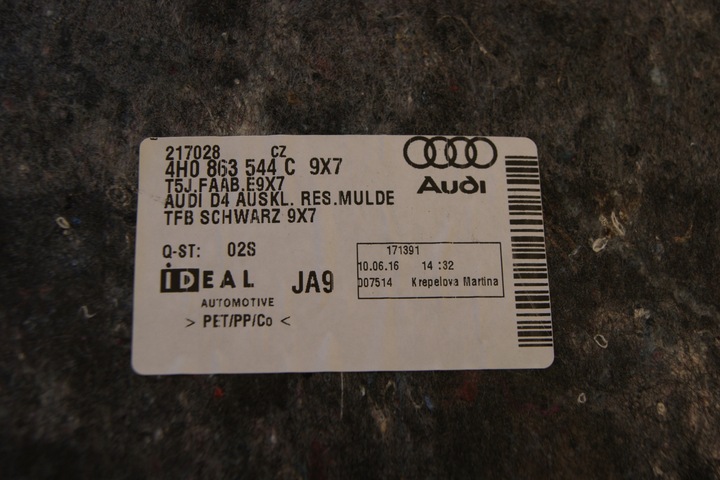 217028 CZ
4H0 863 544 C 9X7
T5J.FAAB.E9X7
AUDI D4 AUSKL. RES.MULDE
TFB SCHWARZ 9X7
Audi
Q-ST: 02S
iDEAL
AUTOMOTIVE
JA9
> PET/PP/Co <
171391
10.06.16 14:32
007514 Krepelova Martina